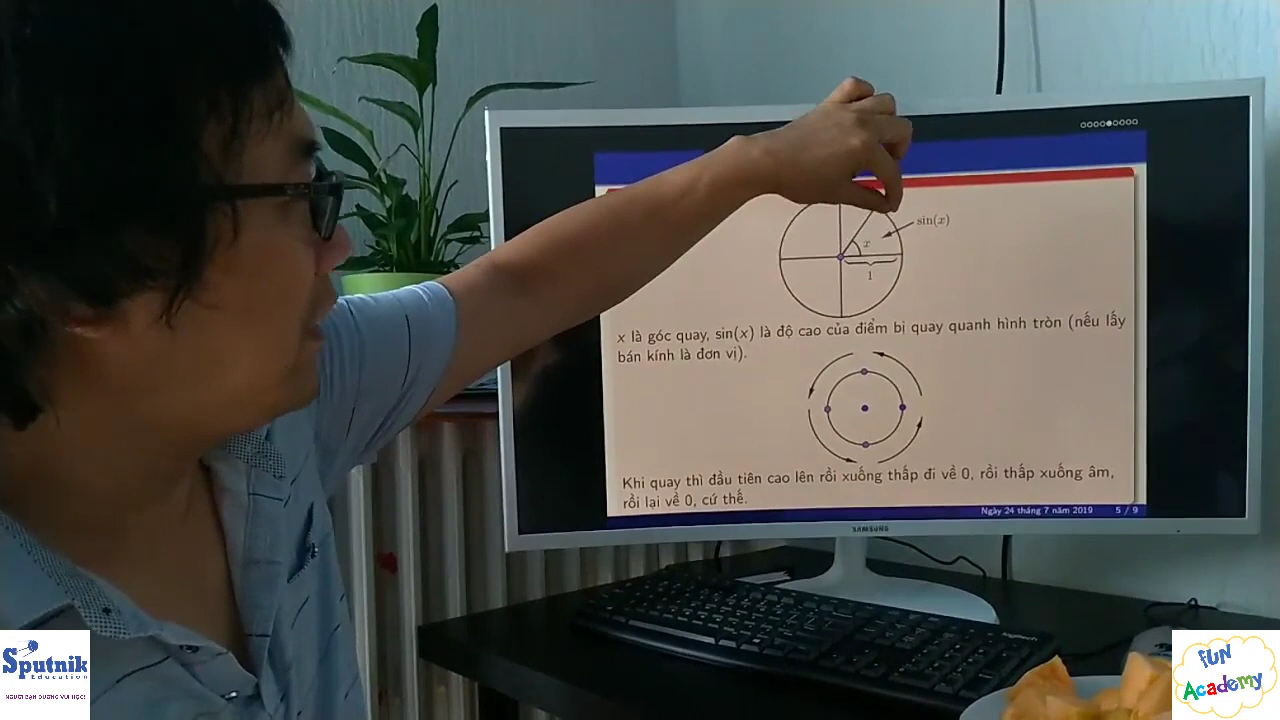 sin(x)
x
1
x là góc quay, sin(x) là độ cao của điểm bị quay quanh hình tròn (nếu lấy
bán kính là đơn vị).
Khi quay thì đầu tiên cao lên rồi xuống thấp đi về 0, rồi thấp xuống âm,
rồi lại về 0, cứ thế.
Ngày 24 tháng 7 năm 2019 5 / 9
SAMSUNG
Sputnik
Education
FUN
Academy